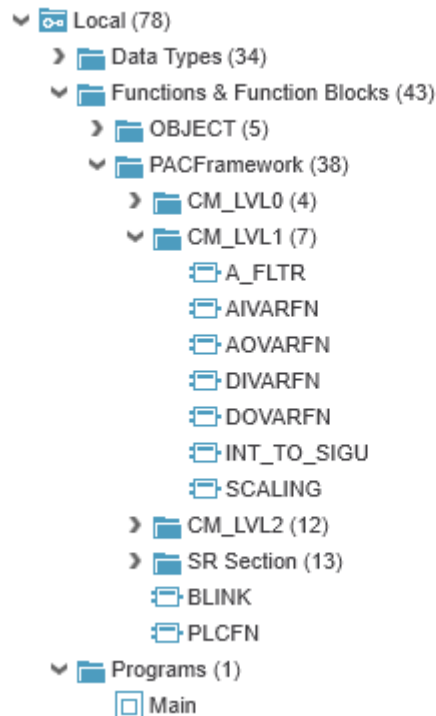 Local (78)
Data Types (34)
Functions & Function Blocks (43)
OBJECT (5)
PACFramework (38)
CM_LVL0 (4)
CM_LVL1 (7)
A_FLTR
AIVARFN
AOVARFN
DIVARFN
DOVARFN
INT_TO_SIGU
SCALING
CM_LVL2 (12)
SR Section (13)
BLINK
PLCFN
Programs (1)
Main